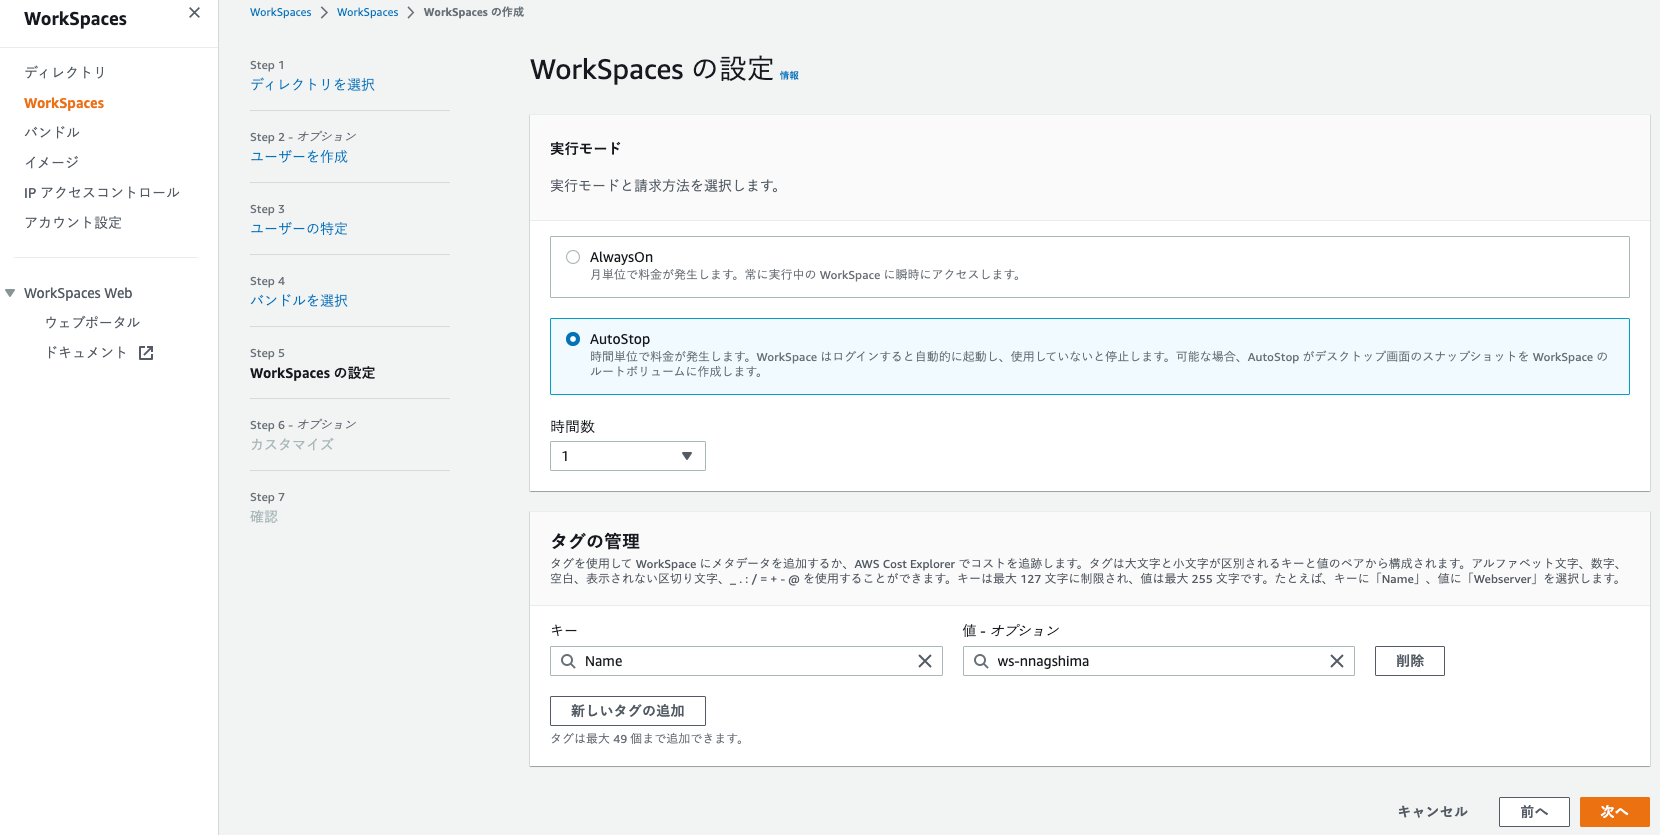 WorkSpaces
ディレクトリ
WorkSpaces
バンドル
イメージ
IP アクセスコントロール
アカウント設定
WorkSpaces Web
ウェブポータル
ドキュメント
WorkSpaces > WorkSpaces > WorkSpaces の作成
Step 1
ディレクトリを選択
Step 2 - オプション
ユーザーを作成
Step 3
ユーザーの特定
Step 4
バンドルを選択
Step 5
WorkSpaces の設定
Step 6 - オプション
カスタマイズ
Step 7
確認
WorkSpaces の設定 情報
実行モード
実行モードと請求方法を選択します。
AlwaysOn
月単位で料金が発生します。常に実行中の WorkSpace に瞬時にアクセスします。
AutoStop
時間単位で料金が発生します。WorkSpace はログインすると自動的に起動し、使用していないと停止します。可能な場合、AutoStop がデスクトップ画面のスナップショットを WorkSpace の
ルートボリュームに作成します。
時間数
1
タグの管理
タグを使用して WorkSpace にメタデータを追加するか、AWS Cost Explorer でコストを追跡します。タグは大文字と小文字が区別されるキーと値のペアから構成されます。アルファベット文字、数字、
空白、表示されない区切り文字、_ . : / = + - @ を使用することができます。キーは最大 127 文字に制限され、値は最大 255 文字です。たとえば、キーに「Name」、値に「Webserver」を選択します。
キー
値 - オプション
Name
ws-nnagshima
削除
新しいタグの追加
タグは最大 49 個まで追加できます。
キャンセル
前へ
次へ